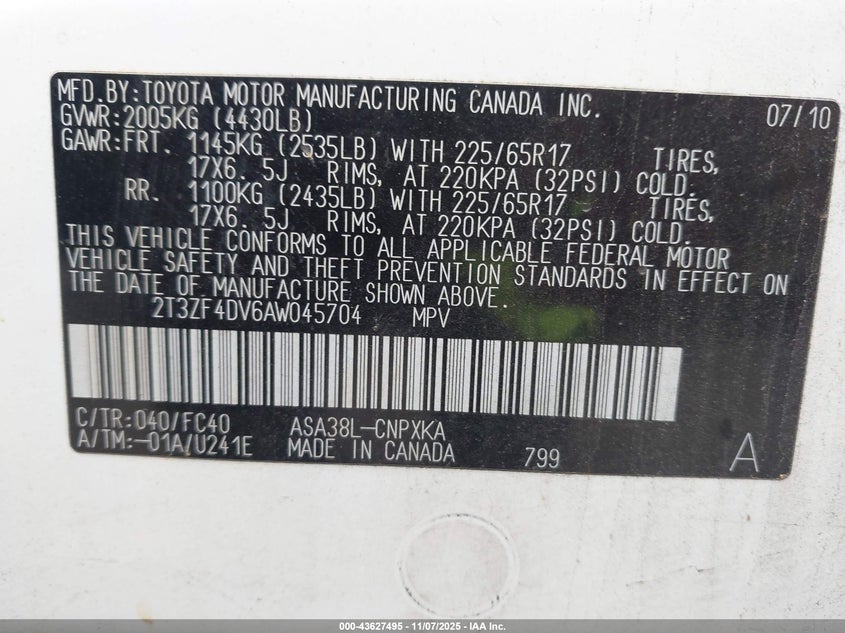 MFD.BY:TOYOTA MOTOR MANUFACTURING CANADA INC. 07/10
GVWR:2005KG (4430LB)
GAWR:FRT. 1145KG (2535LB) WITH 225/65R17 TIRES,
17X6. 5J RIMS, AT 220KPA (32PSI) COLD.
RR. 1100KG (2435LB) WITH 225/65R17 TIRES,
17X6. 5J RIMS, AT 220KPA (32PSI) COLD.
THIS VEHICLE CONFORMS TO ALL APPLICABLE FEDERAL MOTOR
VEHICLE SAFETY AND THEFT PREVENTION STANDARDS IN EFFECT ON
THE DATE OF MANUFACTURE SHOWN ABOVE.
2T3ZF4DV6AW045704 MPV
C/TR:040/FC40 ASA38L-CNPXKA
A/TM:-01A/U241E MADE IN CANADA 799 A
000-43627495 — 11/07/2025 — IAA Inc.